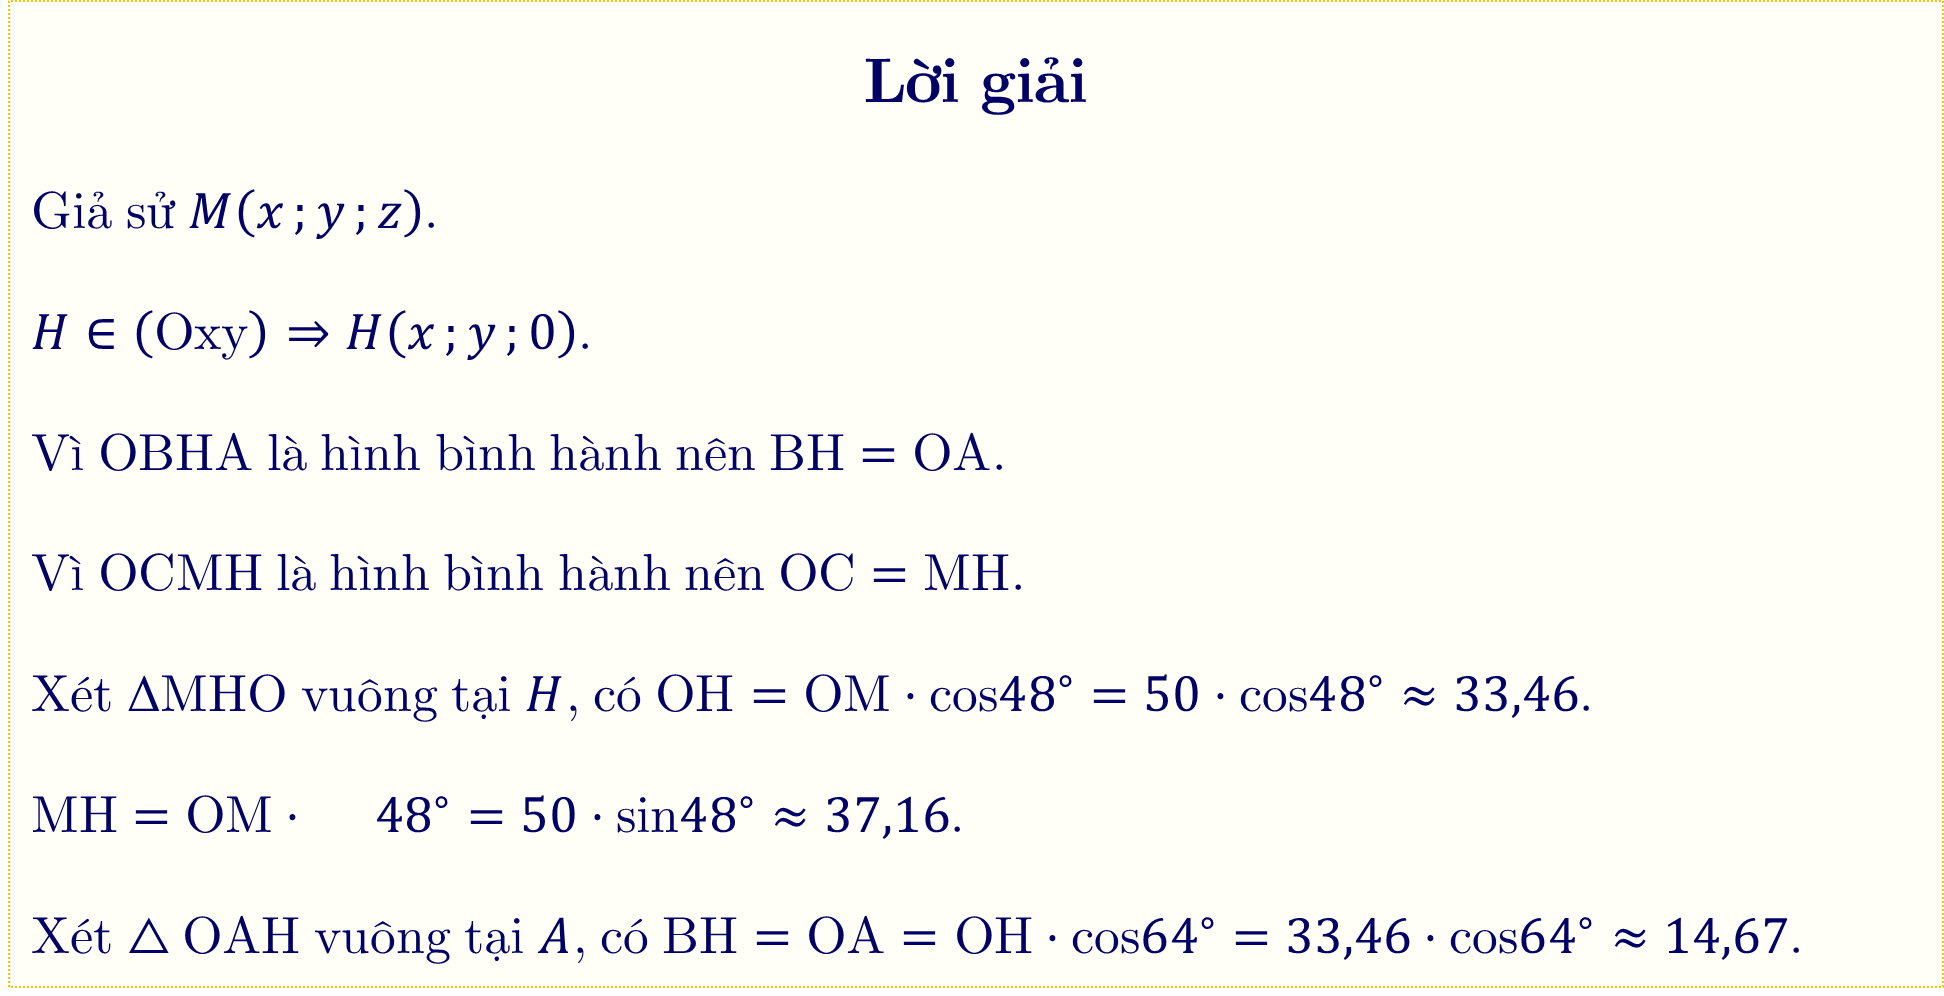 Lời giải
Giả sử M(x ; y ; z).
H ∈ (Oxy) ⇒ H(x ; y ; 0).
Vì OBHA là hình bình hành nên BH = OA.
Vì OCMH là hình bình hành nên OC = MH.
Xét ΔMHO vuông tại H, có OH = OM · cos48° = 50 · cos48° ≈ 33,46.
MH = OM · 48° = 50 · sin48° ≈ 37,16.
Xét △ OAH vuông tại A, có BH = OA = OH · cos64° = 33,46 · cos64° ≈ 14,67.